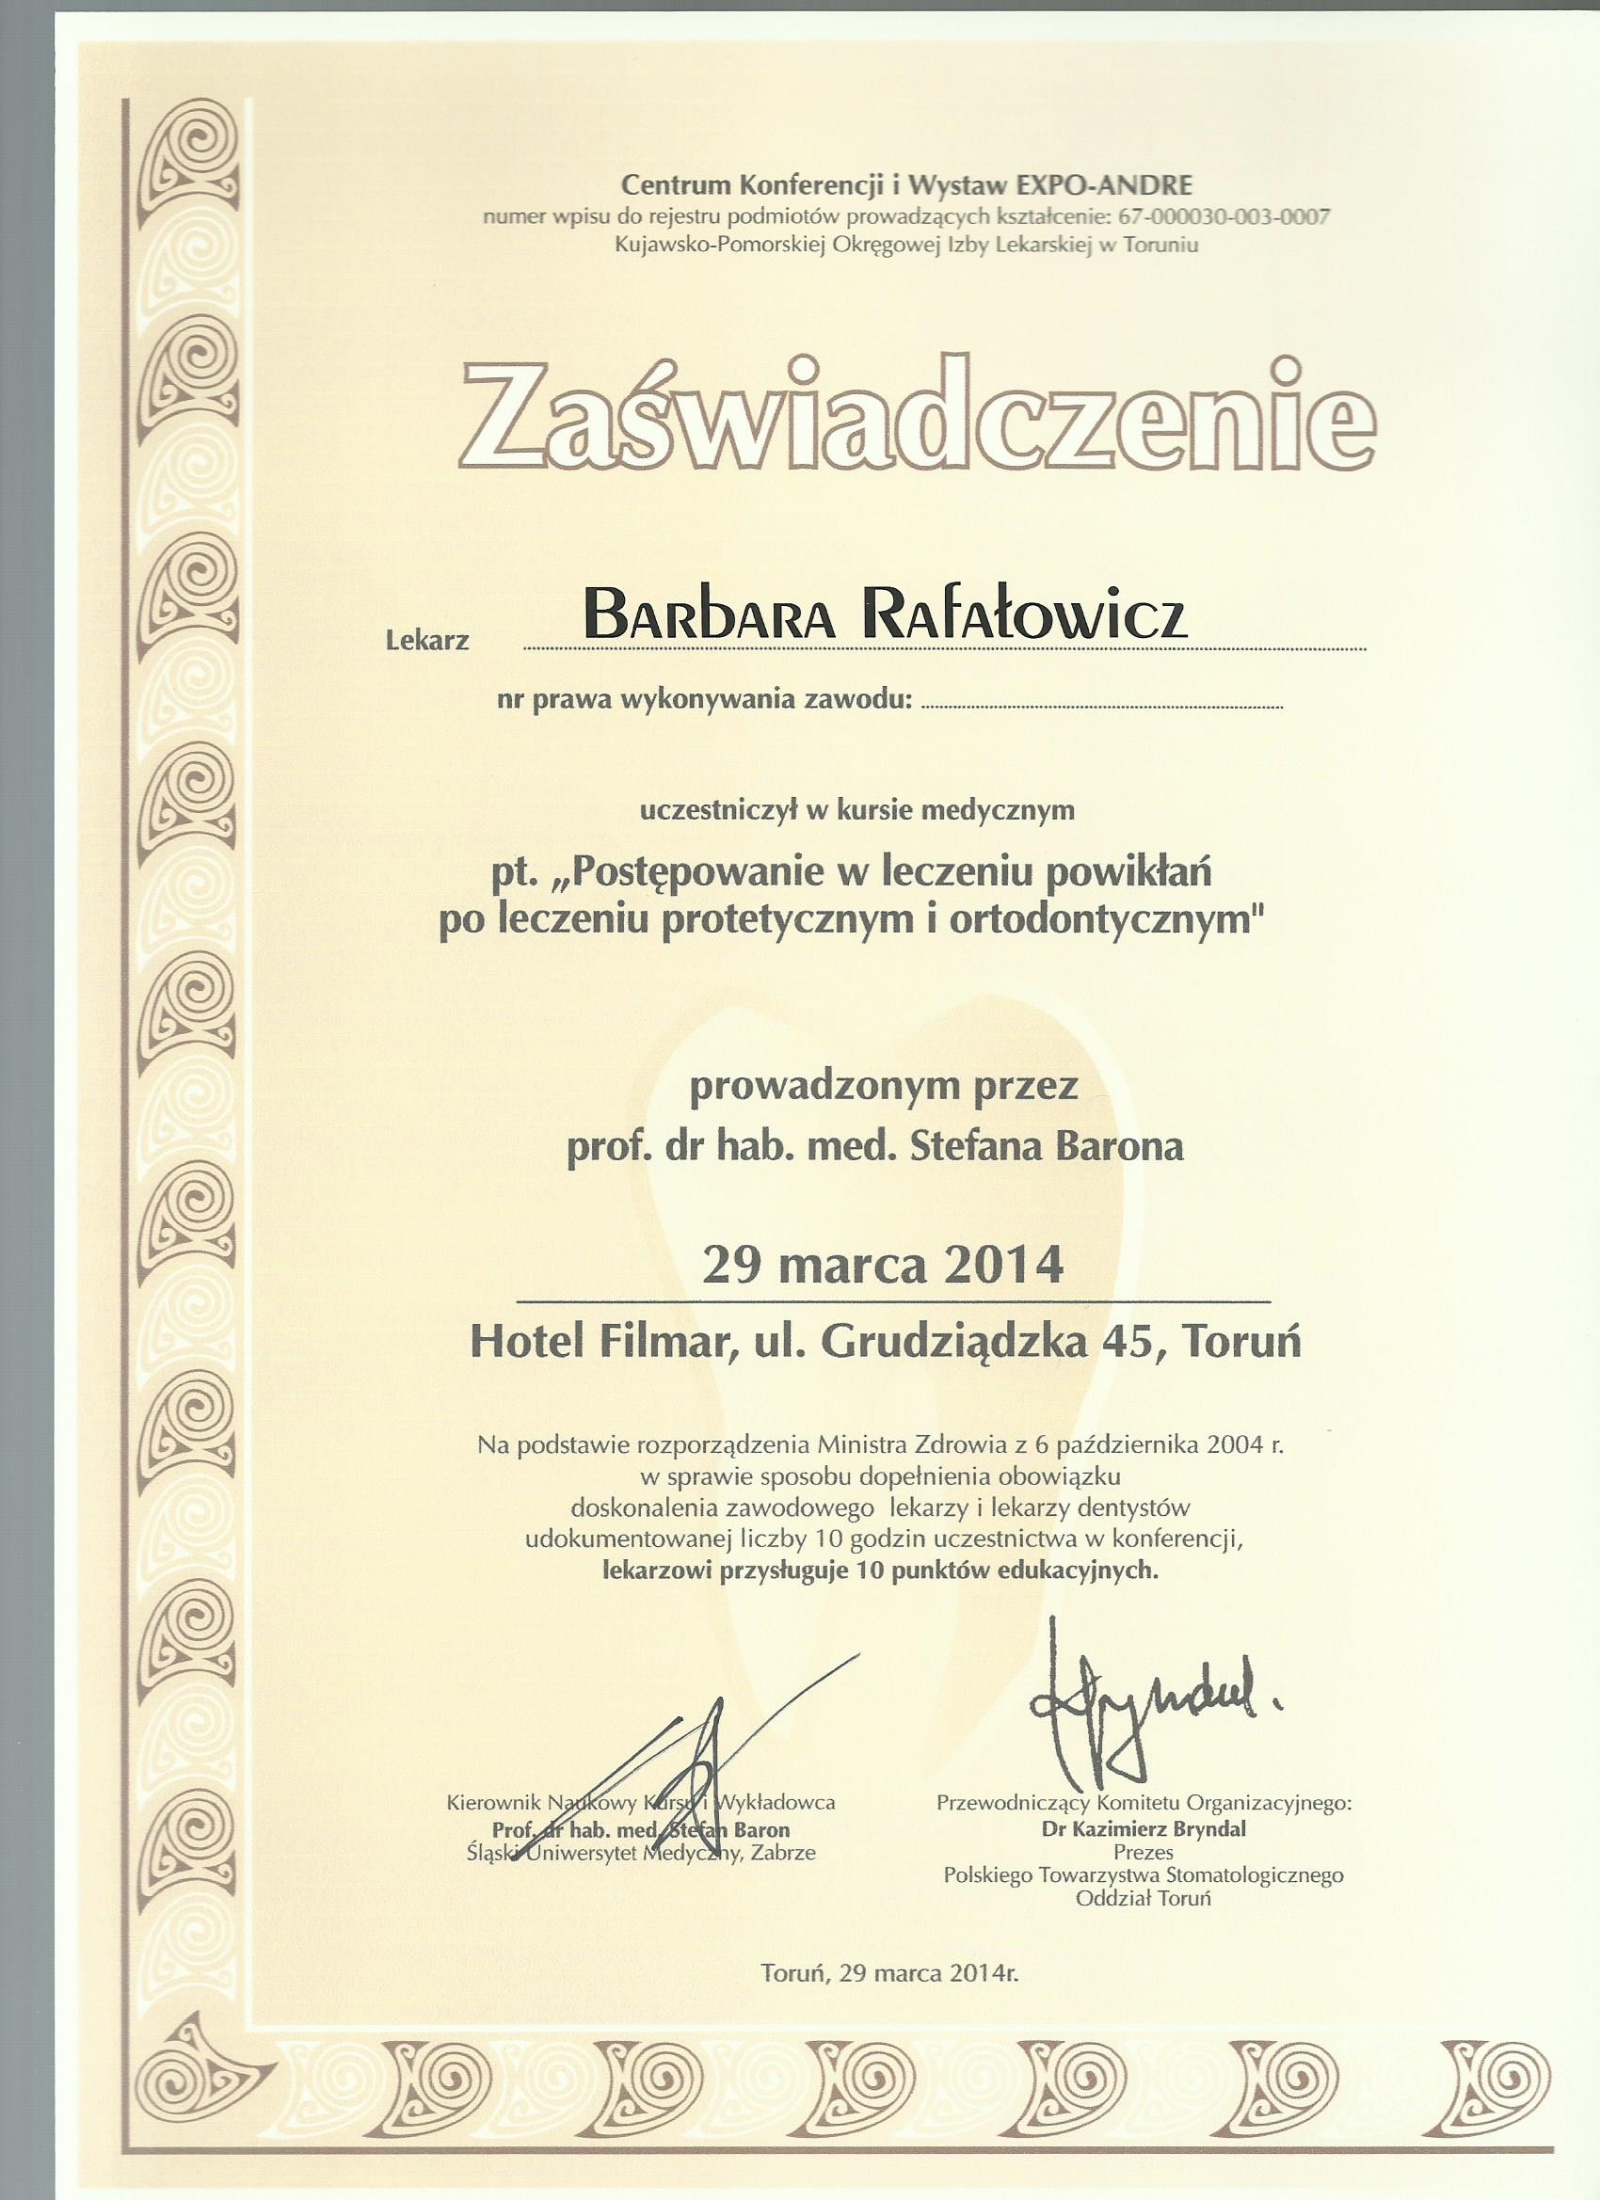 Centrum Konferencji i Wystaw EXPO-ANDRE
numer wpisu do rejestru podmiotów prowadzących kształcenie: 67-000030-003-0007
Kujawsko-Pomorskiej Okręgowej Izby Lekarskiej w Toruniu
Zaświadczenie
Lekarz Barbara Rafałowicz
nr prawa wykonywania zawodu:
uczestniczył w kursie medycznym
pt. „Postępowanie w leczeniu powikłań
po leczeniu protetycznym i ortodontycznym"
prowadzonym przez
prof. dr hab. med. Stefana Barona
29 marca 2014
Hotel Filmar, ul. Grudziądzka 45, Toruń
Na podstawie rozporządzenia Ministra Zdrowia z 6 października 2004 r.
w sprawie sposobu dopełnienia obowiązku
doskonalenia zawodowego lekarzy i lekarzy dentystów
udokumentowanej liczby 10 godzin uczestnictwa w konferencji,
lekarzowi przysługuje 10 punktów edukacyjnych.
Bryndal.
Kierownik Naukowy Kursu i Wykładowca
Prof. dr hab. med. Stefan Baron
Śląski Uniwersytet Medyczny, Zabrze
Przewodniczący Komitetu Organizacyjnego:
Dr Kazimierz Bryndal
Prezes
Polskiego Towarzystwa Stomatologicznego
Oddział Toruń
Toruń, 29 marca 2014r.